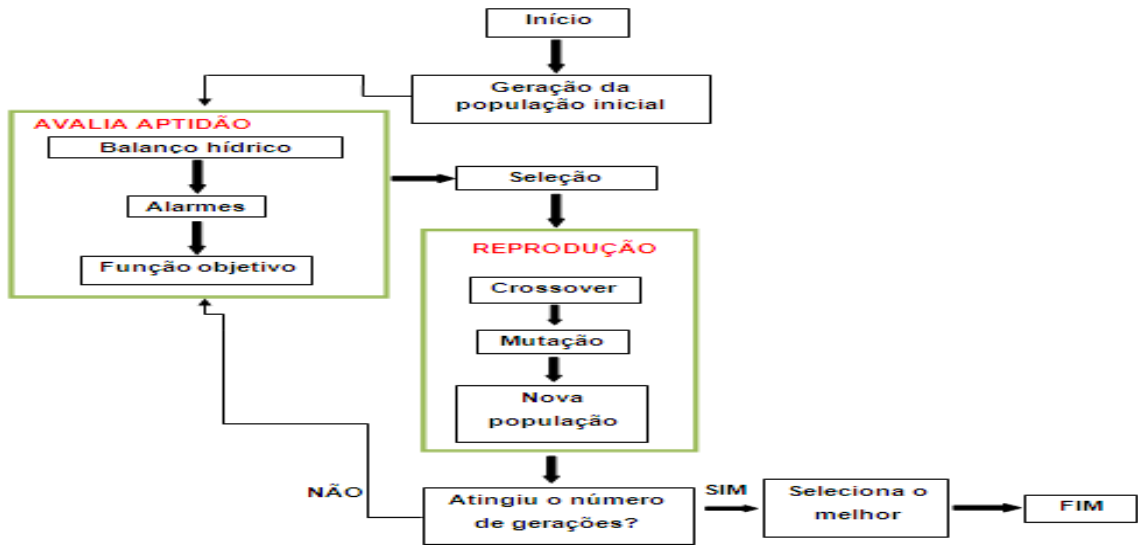 Início
Geração da
população inicial
AVALIA APTIDÃO
Balanço hídrico
Alarmes
Função objetivo
Seleção
REPRODUÇÃO
Crossover
Mutação
Nova
população
Atingiu o número
de gerações?
NÃO
SIM
Seleciona o
melhor
FIM